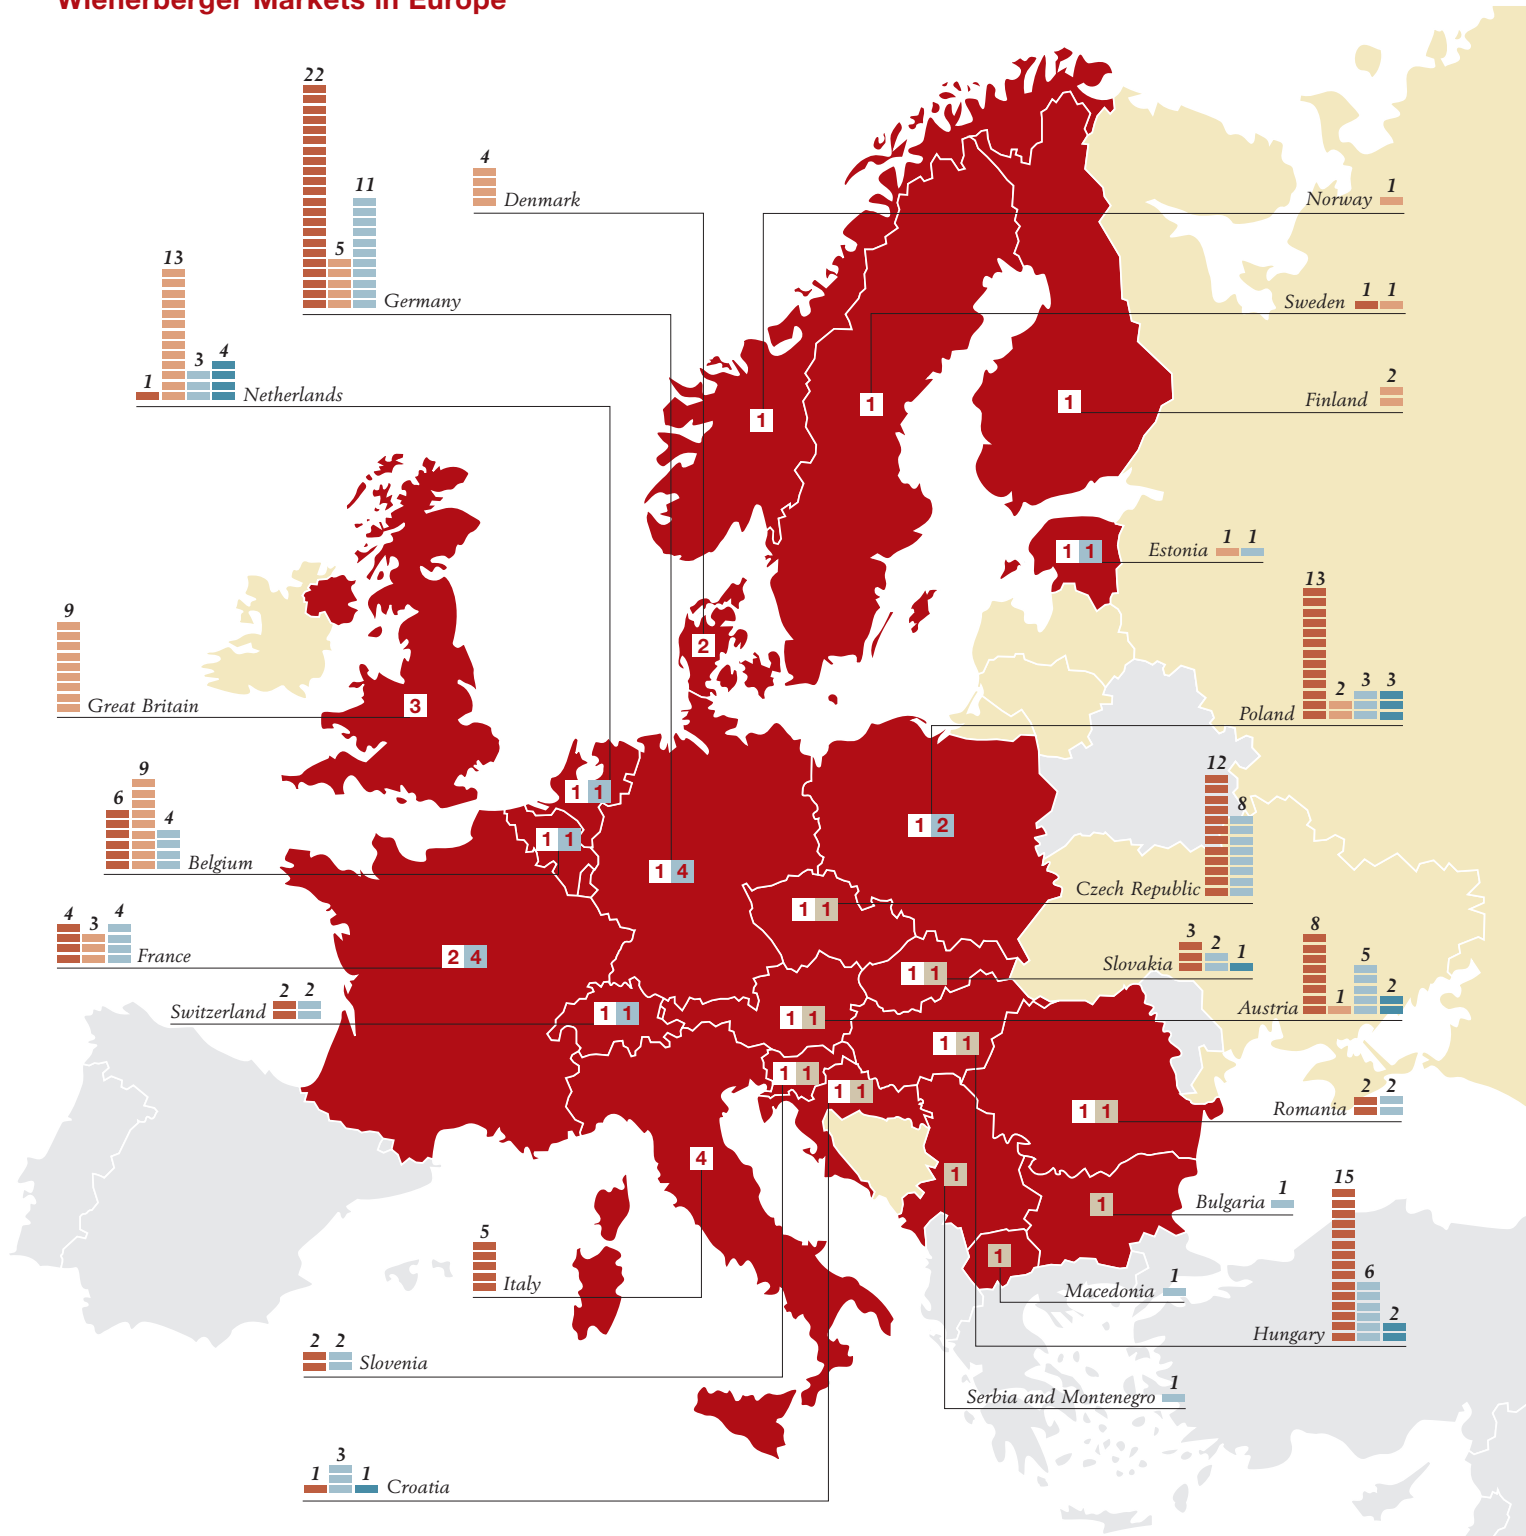 Wienerberger Markets in Europe
22
5
11
Germany
4
Denmark
1
Norway
1 1
Sweden
2
Finland
1
13
3
4
Netherlands
1
1
1
1 1
Estonia
1 1
9
Great Britain
3
2
13
2
3
3
Poland
6
9
4
Belgium
1 1
1 1
1 2
1 4
12
8
Czech Republic
1 1
4
3
4
France
2 4
3
2
1
Slovakia
1 1
2 2
Switzerland
1 1
8
1
5
2
Austria
1 1
1 1
1 1
1 1
2 2
Romania
1 1
4
1
1
Bulgaria
1
1
Macedonia
1
5
Italy
15
6
2
Hungary
2 2
Slovenia
1
Serbia and Montenegro
1
3
1
Croatia